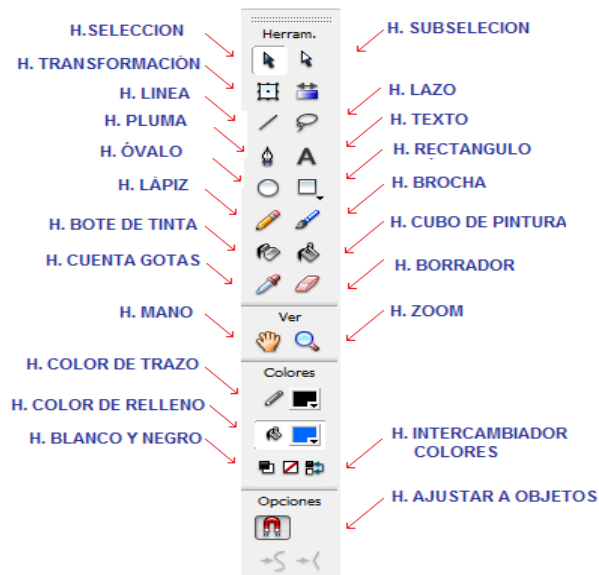 H.SELECCION
H. SUBSELECION
Herram.
H. TRANSFORMACIÓN
H. LINEA
H. LAZO
H. PLUMA
H. TEXTO
H. ÓVALO
H. RECTANGULO
H. LÁPIZ
H. BROCHA
H. BOTE DE TINTA
H. CUBO DE PINTURA
H. CUENTA GOTAS
H. BORRADOR
H. MANO
Ver
H. ZOOM
H. COLOR DE TRAZO
Colores
H. COLOR DE RELLENO
H. BLANCO Y NEGRO
H. INTERCAMBIADOR
COLORES
Opciones
H. AJUSTAR A OBJETOS